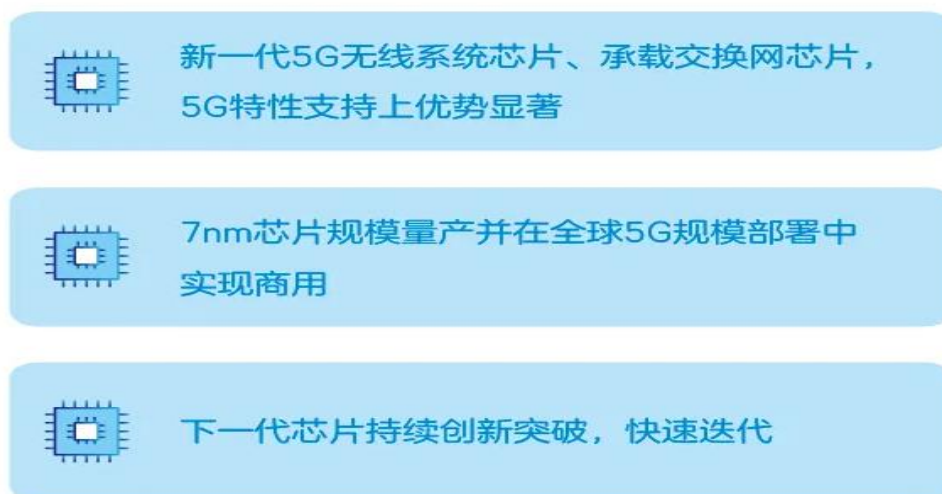 新一代5G无线系统芯片、承载交换网芯片，
5G特性支持上优势显著
7nm芯片规模量产并在全球5G规模部署中
实现商用
下一代芯片持续创新突破，快速迭代